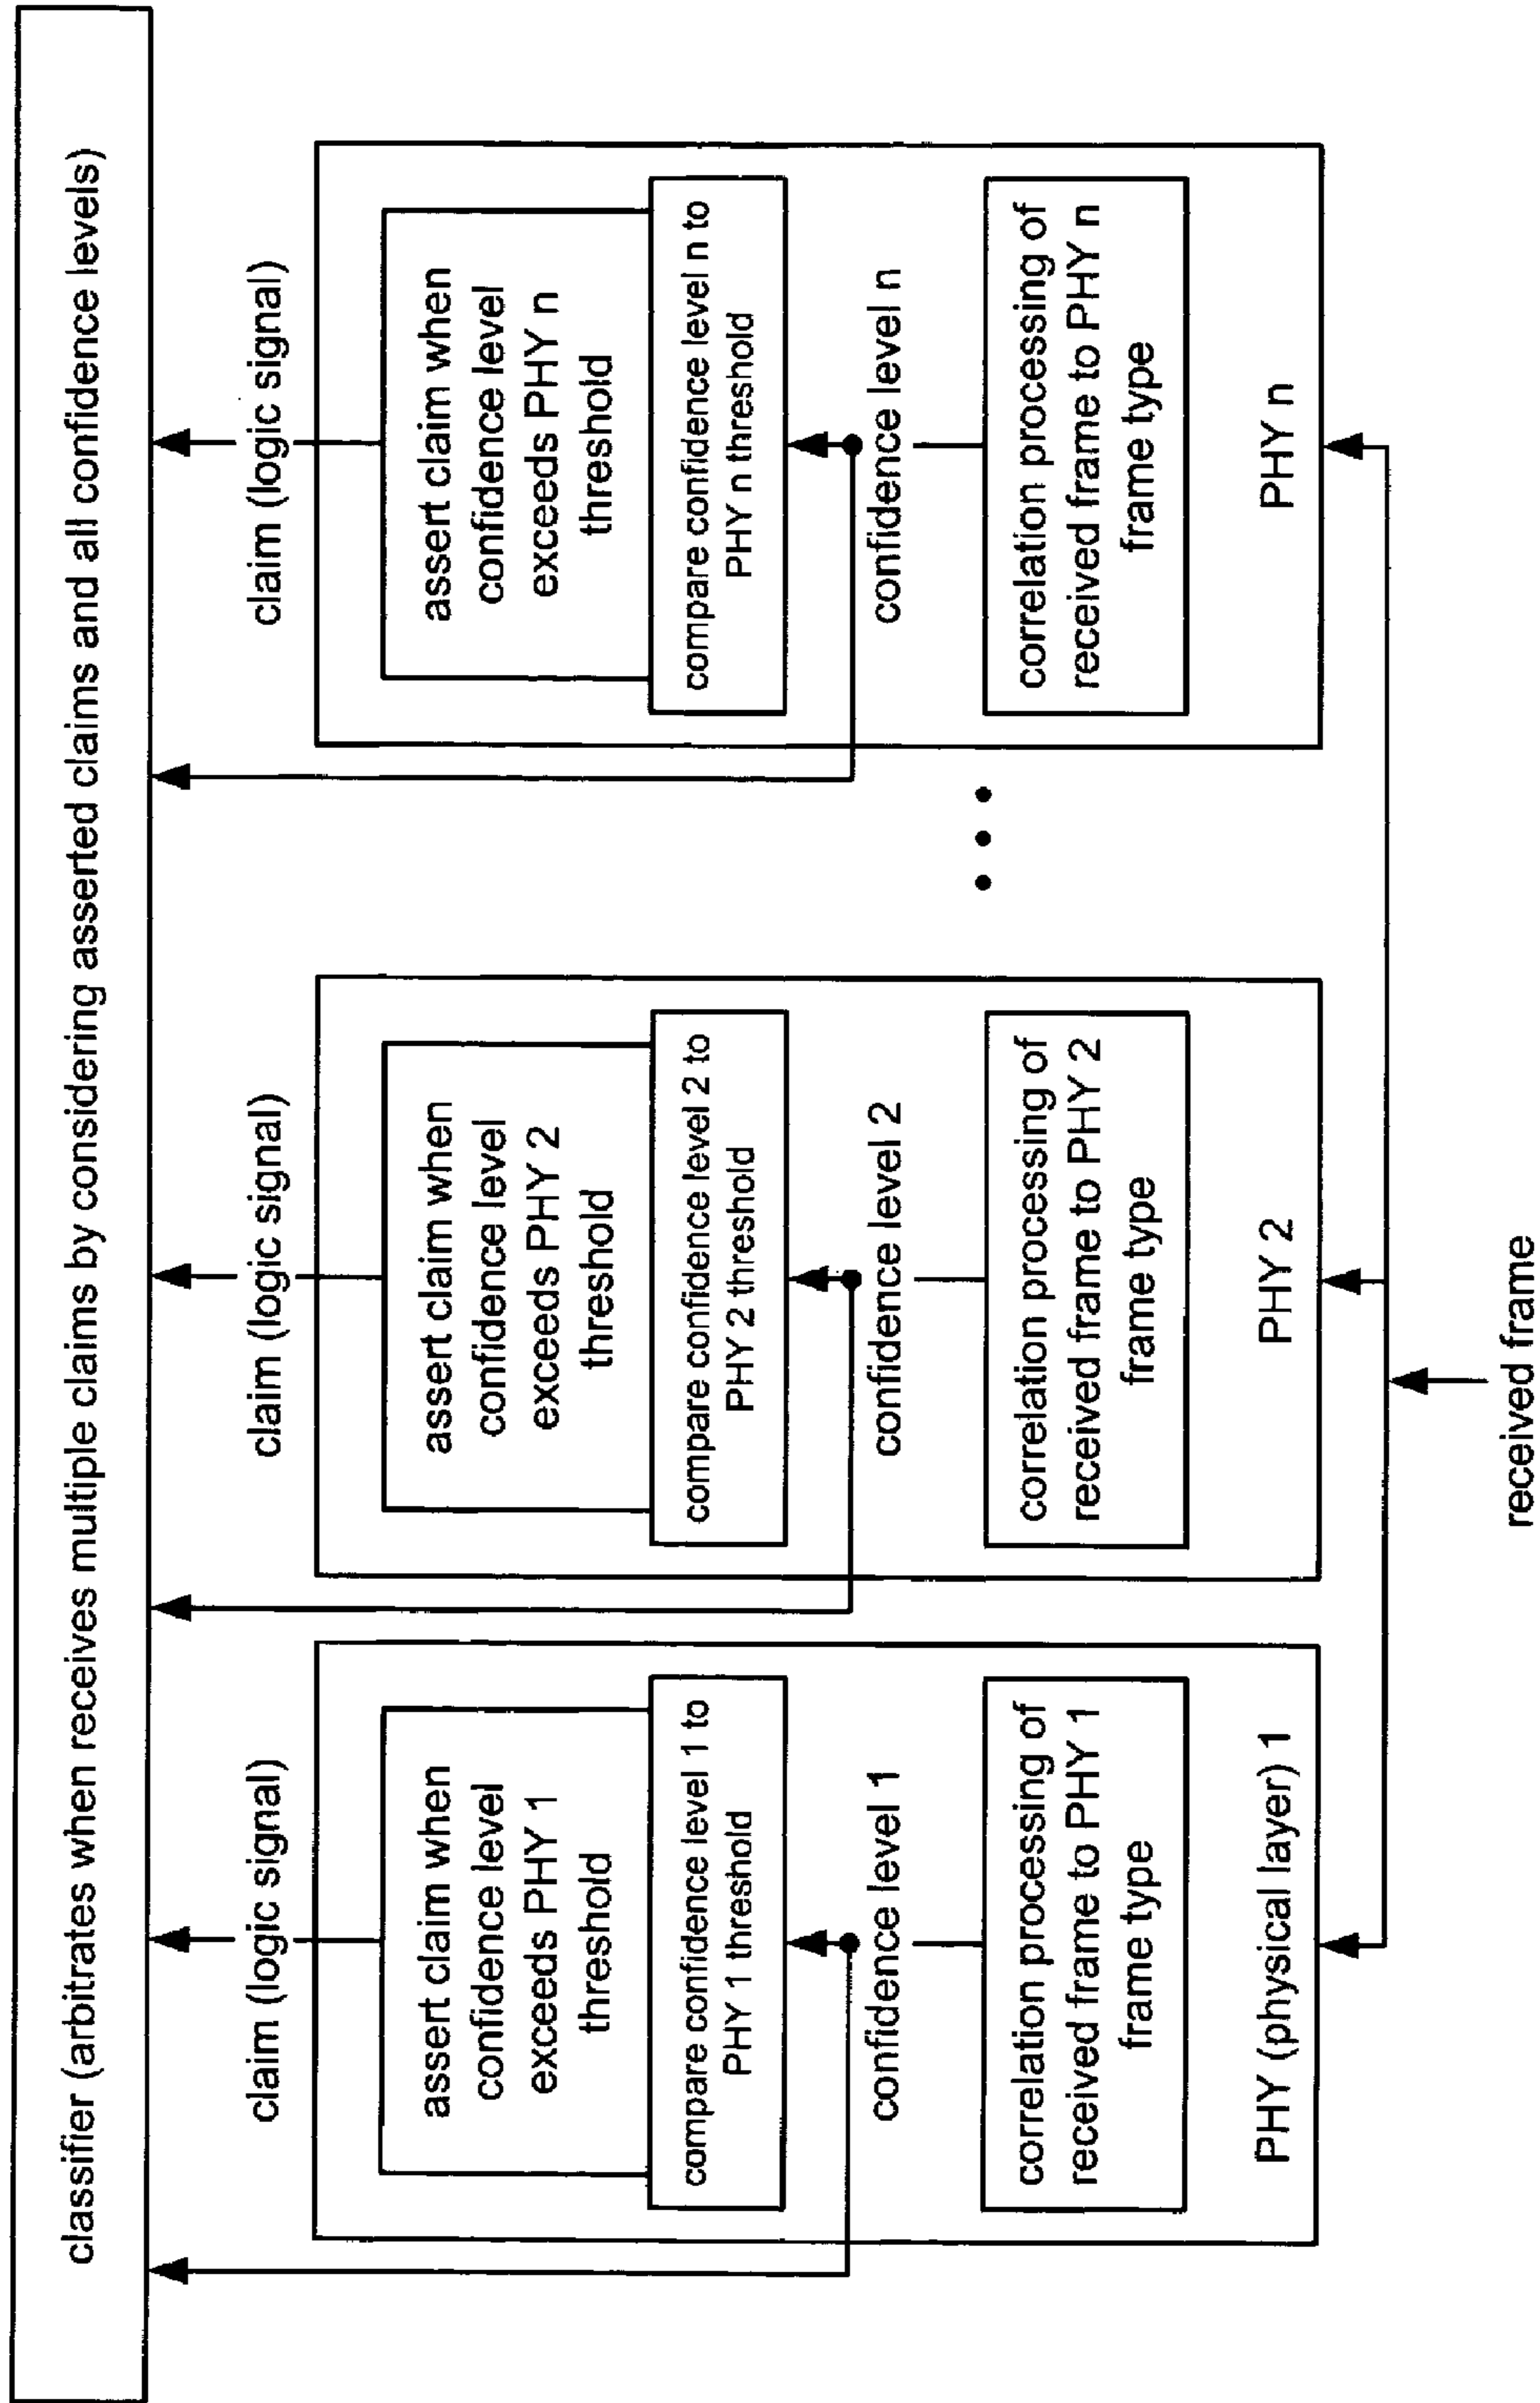 classifier (arbitrates when receives multiple claims by considering asserted claims and all confidence levels)
claim (logic signal)
assert claim when
confidence level
exceeds PHY 1
threshold
compare confidence level 1 to
PHY 1 threshold
confidence level 1
correlation processing of
received frame to PHY 1
frame type
PHY (physical layer) 1
claim (logic signal)
assert claim when
confidence level
exceeds PHY 2
threshold
compare confidence level 2 to
PHY 2 threshold
confidence level 2
correlation processing of
received frame to PHY 2
frame type
PHY 2
claim (logic signal)
assert claim when
confidence level
exceeds PHY n
threshold
compare confidence level n to
PHY n threshold
confidence level n
correlation processing of
received frame to PHY n
frame type
PHY n
received frame